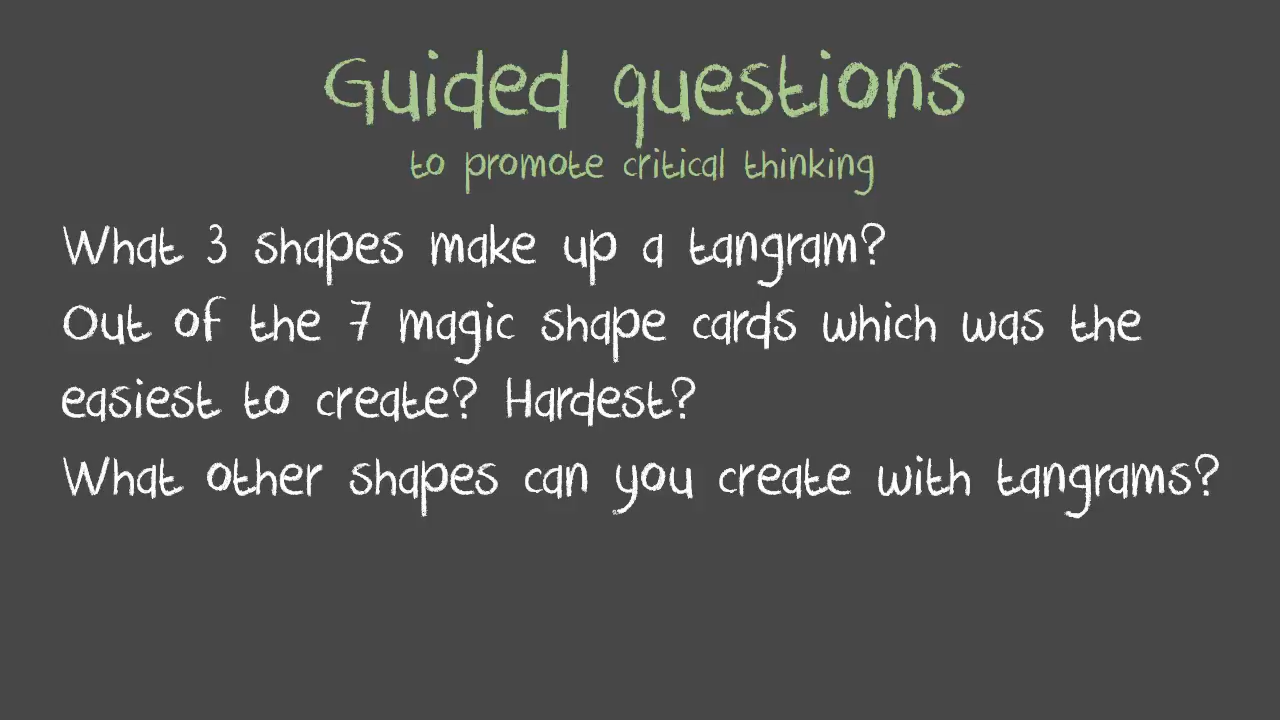 Guided questions
to promote critical thinking
What 3 shapes make up a tangram?
Out of the 7 magic shape cards which was the
easiest to create? Hardest?
What other shapes can you create with tangrams?